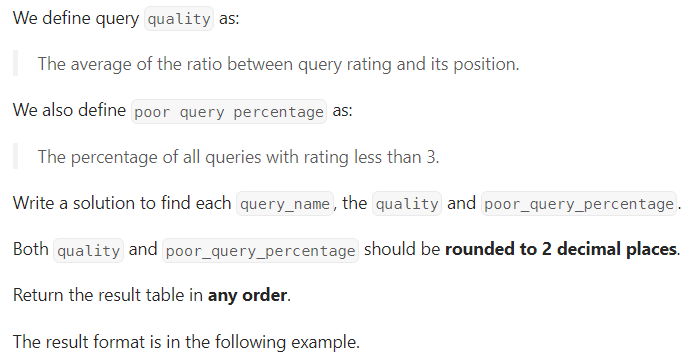 We define query quality as:
The average of the ratio between query rating and its position.
We also define poor query percentage as:
The percentage of all queries with rating less than 3.
Write a solution to find each query_name, the quality and poor_query_percentage.
Both quality and poor_query_percentage should be rounded to 2 decimal places.
Return the result table in any order.
The result format is in the following example.